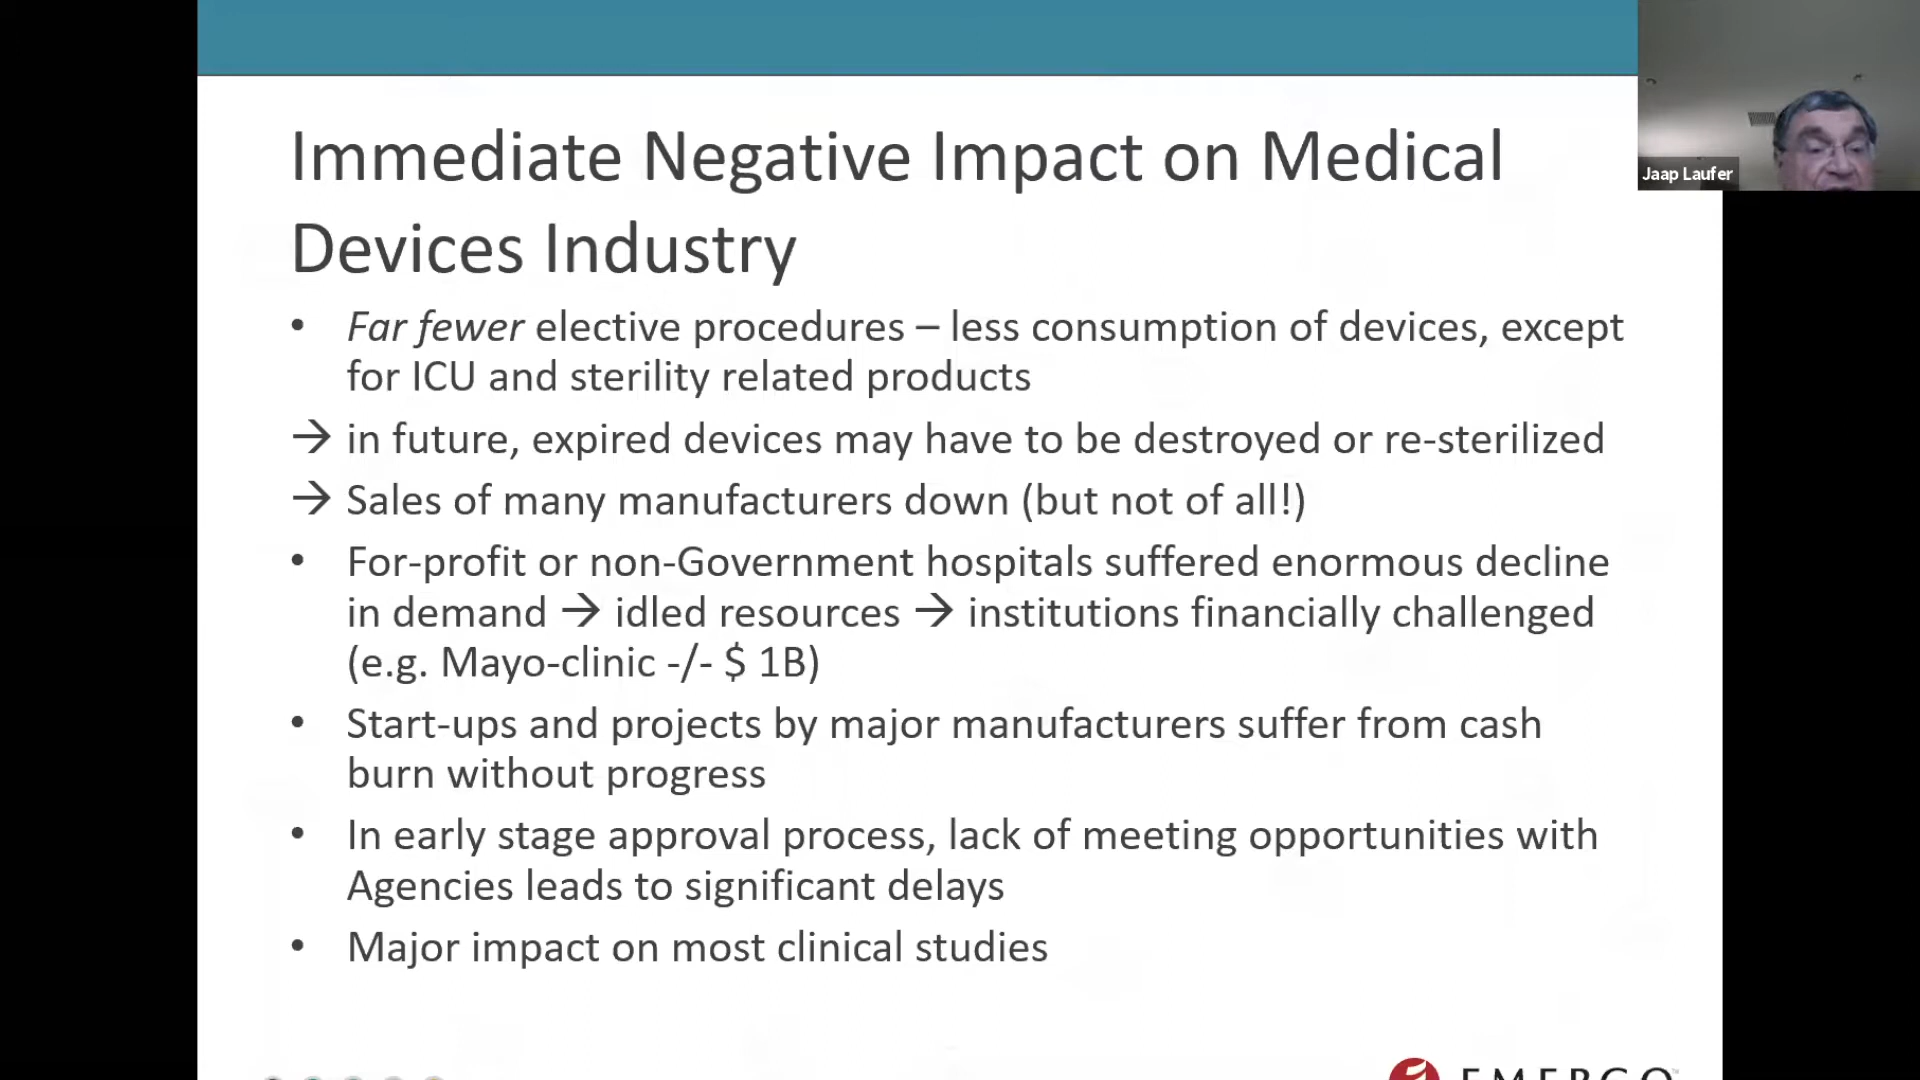 Immediate Negative Impact on Medical
Devices Industry
Jaap Laufer
• Far fewer elective procedures – less consumption of devices, except
for ICU and sterility related products
→ in future, expired devices may have to be destroyed or re-sterilized
→ Sales of many manufacturers down (but not of all!)
• For-profit or non-Government hospitals suffered enormous decline
in demand → idled resources → institutions financially challenged
(e.g. Mayo-clinic -/- $ 1B)
• Start-ups and projects by major manufacturers suffer from cash
burn without progress
• In early stage approval process, lack of meeting opportunities with
Agencies leads to significant delays
• Major impact on most clinical studies
EMERGO